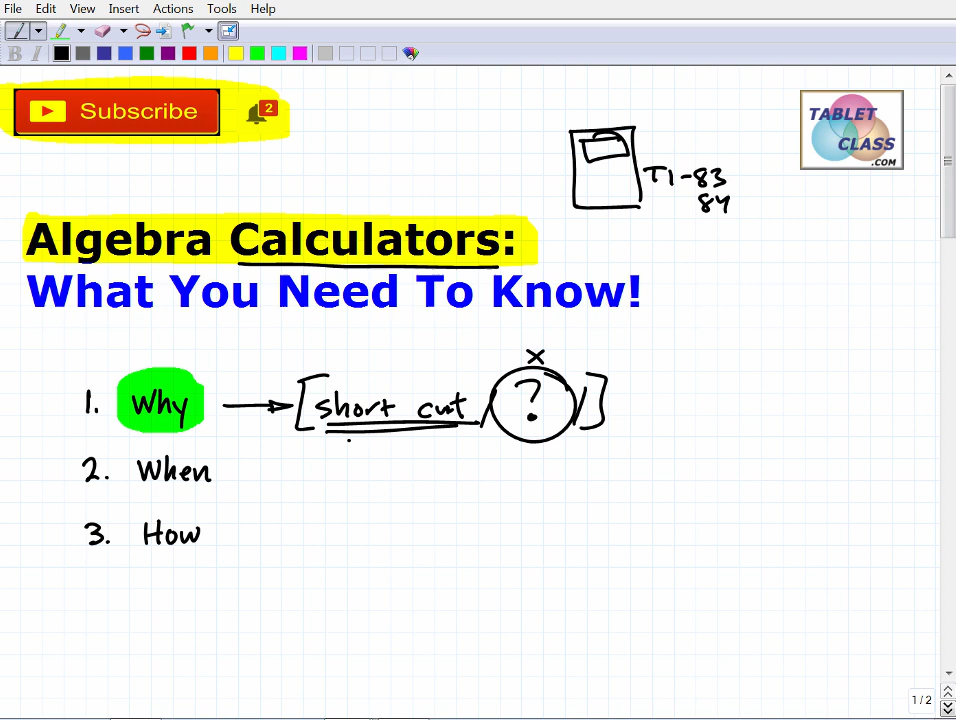 File Edit View Insert Actions Tools Help
B I
Subscribe 2
TABLET
CLASS
.COM
TI-83
84
Algebra Calculators:
What You Need To Know!
x
1. Why [short cut / ? /]
2. When
3. How
1 / 2